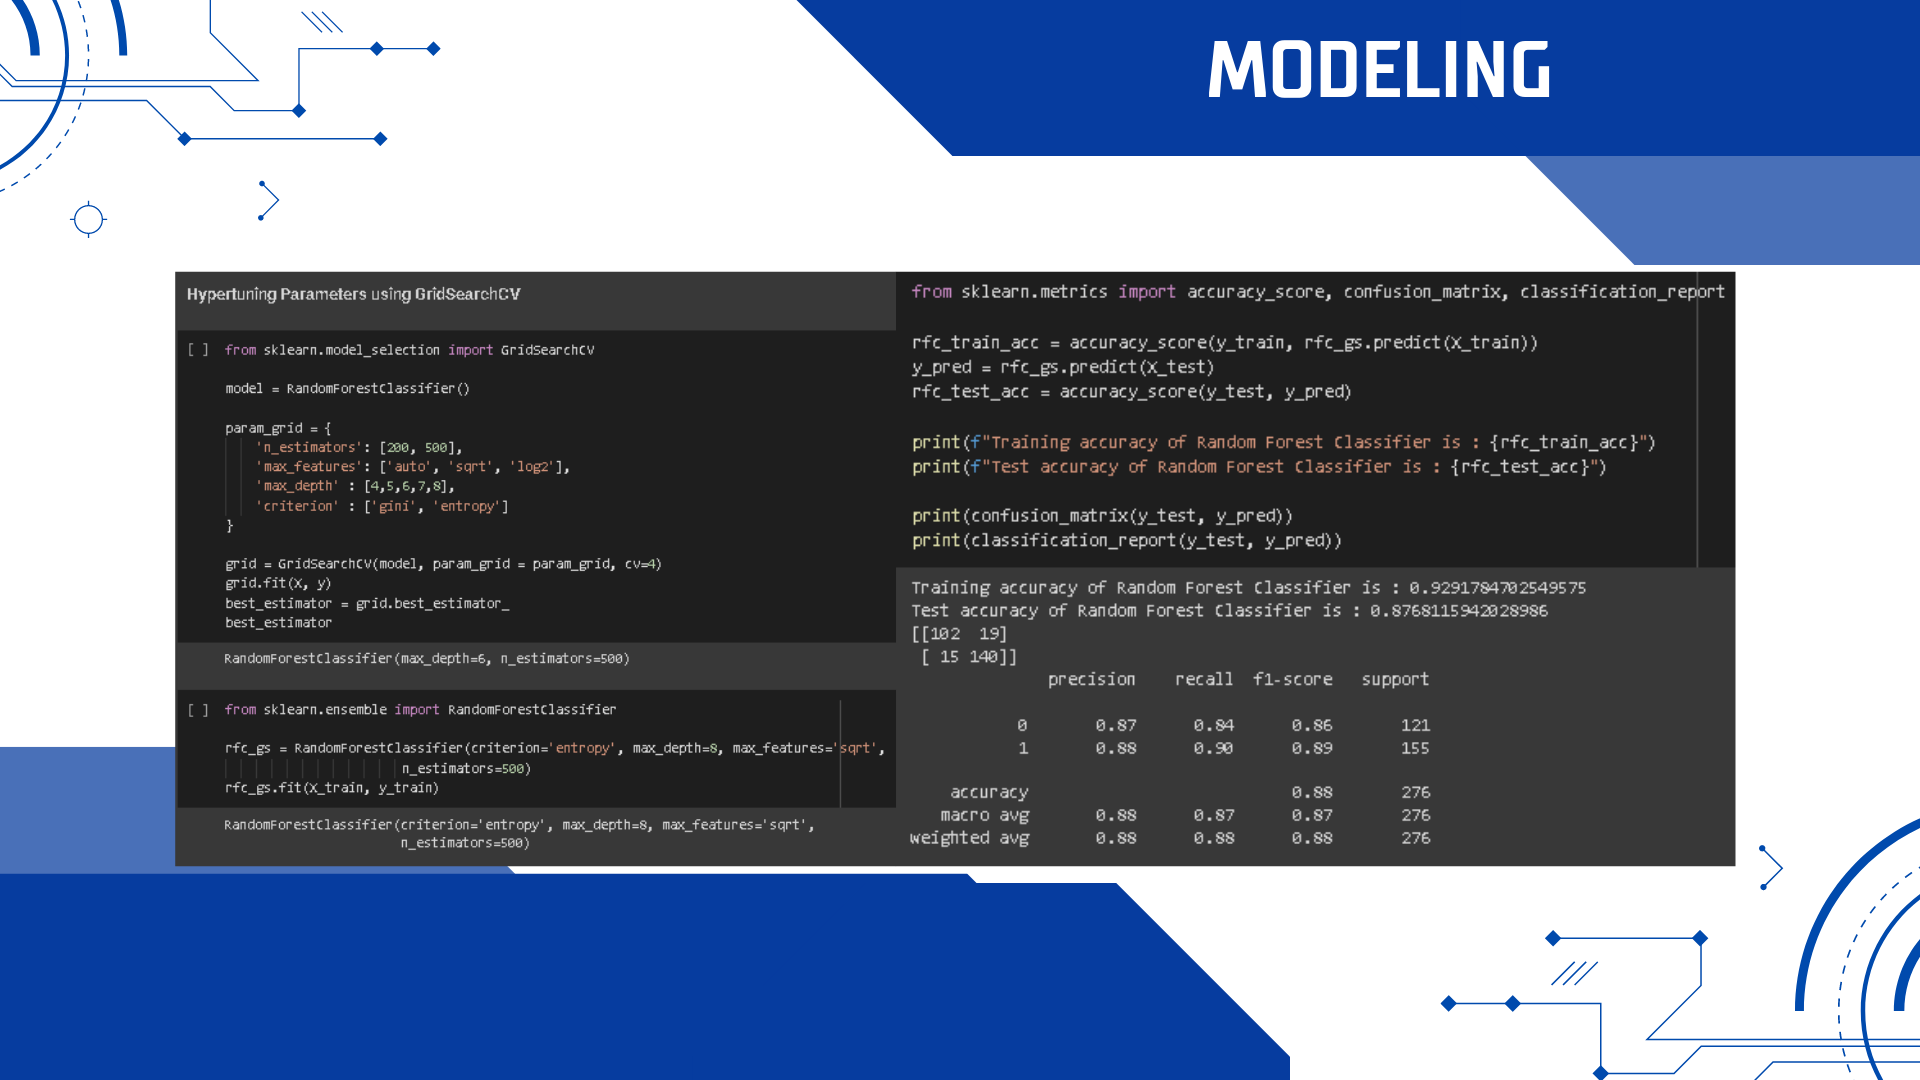 MODELING
Hypertuning Parameters using GridSearchCV
[ ] from sklearn.model_selection import GridSearchCV
model = RandomForestClassifier()
param_grid = {
'n_estimators': [200, 500],
'max_features': ['auto', 'sqrt', 'log2'],
'max_depth' : [4,5,6,7,8],
'criterion' : ['gini', 'entropy']
}
grid = GridSearchCV(model, param_grid = param_grid, cv=4)
grid.fit(X, y)
best_estimator = grid.best_estimator_
best_estimator
RandomForestClassifier(max_depth=6, n_estimators=500)
[ ] from sklearn.ensemble import RandomForestClassifier
rfc_gs = RandomForestClassifier(criterion='entropy', max_depth=8, max_features='sqrt',
n_estimators=500)
rfc_gs.fit(X_train, y_train)
RandomForestClassifier(criterion='entropy', max_depth=8, max_features='sqrt',
n_estimators=500)
from sklearn.metrics import accuracy_score, confusion_matrix, classification_report
rfc_train_acc = accuracy_score(y_train, rfc_gs.predict(X_train))
y_pred = rfc_gs.predict(X_test)
rfc_test_acc = accuracy_score(y_test, y_pred)
print(f"Training accuracy of Random Forest Classifier is : {rfc_train_acc}")
print(f"Test accuracy of Random Forest Classifier is : {rfc_test_acc}")
print(confusion_matrix(y_test, y_pred))
print(classification_report(y_test, y_pred))
Training accuracy of Random Forest Classifier is : 0.9291784702549575
Test accuracy of Random Forest Classifier is : 0.8768115942028986
[[102 19]
[ 15 140]]
precision recall f1-score support
0 0.87 0.84 0.86 121
1 0.88 0.90 0.89 155
accuracy 0.88 276
macro avg 0.88 0.87 0.87 276
weighted avg 0.88 0.88 0.88 276